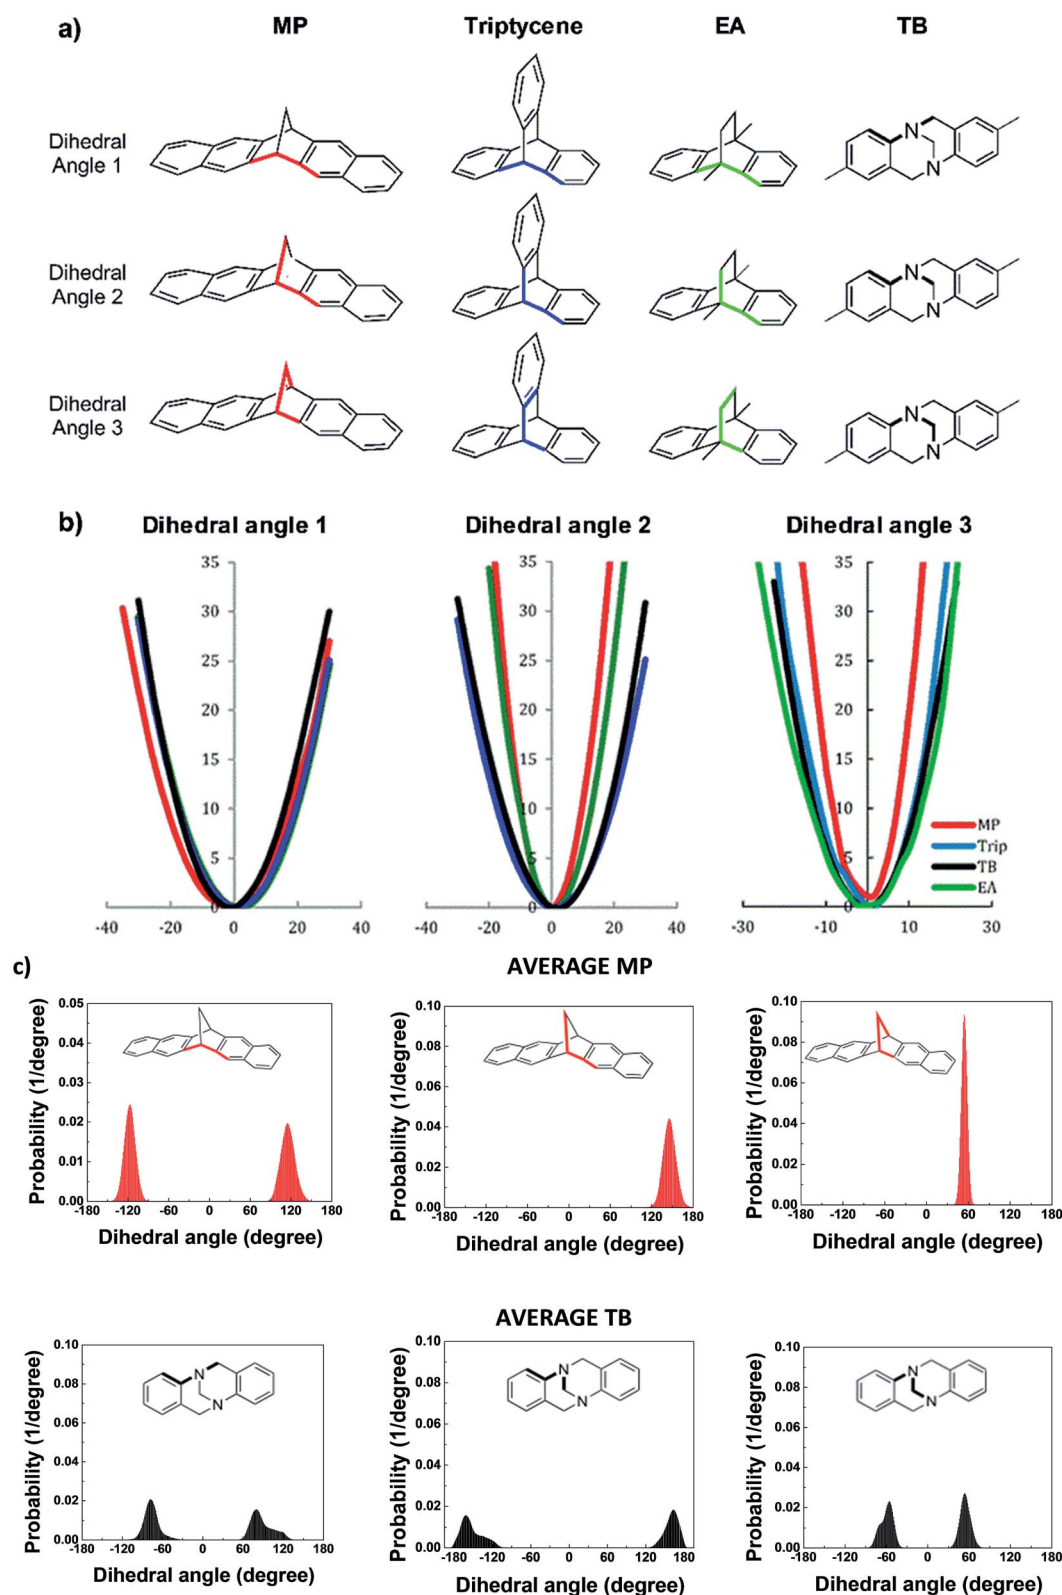 a) MP Triptycene EA TB
Dihedral
Angle 1
N
N
Dihedral
Angle 2
N
N
Dihedral
Angle 3
N
N
b) Dihedral angle 1 Dihedral angle 2 Dihedral angle 3
35 35 35
30 30 30
25 25 25
20 20 20
15 15 15
10 10 10
5 5 5
0 0 0
-40 -20 0 20 40
-40 -20 0 20 40
-30 -10 10 30
MP
Trip
TB
EA
c) AVERAGE MP
Probability (1/degree)
0.05
0.04
0.03
0.02
0.01
0.00
-180 -120 -60 0 60 120 180
Dihedral angle (degree)
Probability (1/degree)
0.10
0.08
0.06
0.04
0.02
0.00
-180 -120 -60 0 60 120 180
Dihedral angle (degree)
Probability (1/degree)
0.10
0.08
0.06
0.04
0.02
0.00
-180 -120 -60 0 60 120 180
Dihedral angle (degree)
AVERAGE TB
Probability (1/degree)
0.10
0.08
0.06
0.04
0.02
0.00
N
N
-180 -120 -60 0 60 120 180
Dihedral angle (degree)
Probability (1/degree)
0.10
0.08
0.06
0.04
0.02
0.00
N
N
-180 -120 -60 0 60 120 180
Dihedral angle (degree)
Probability (1/degree)
0.10
0.08
0.06
0.04
0.02
0.00
N
N
-180 -120 -60 0 60 120 180
Dihedral angle (degree)